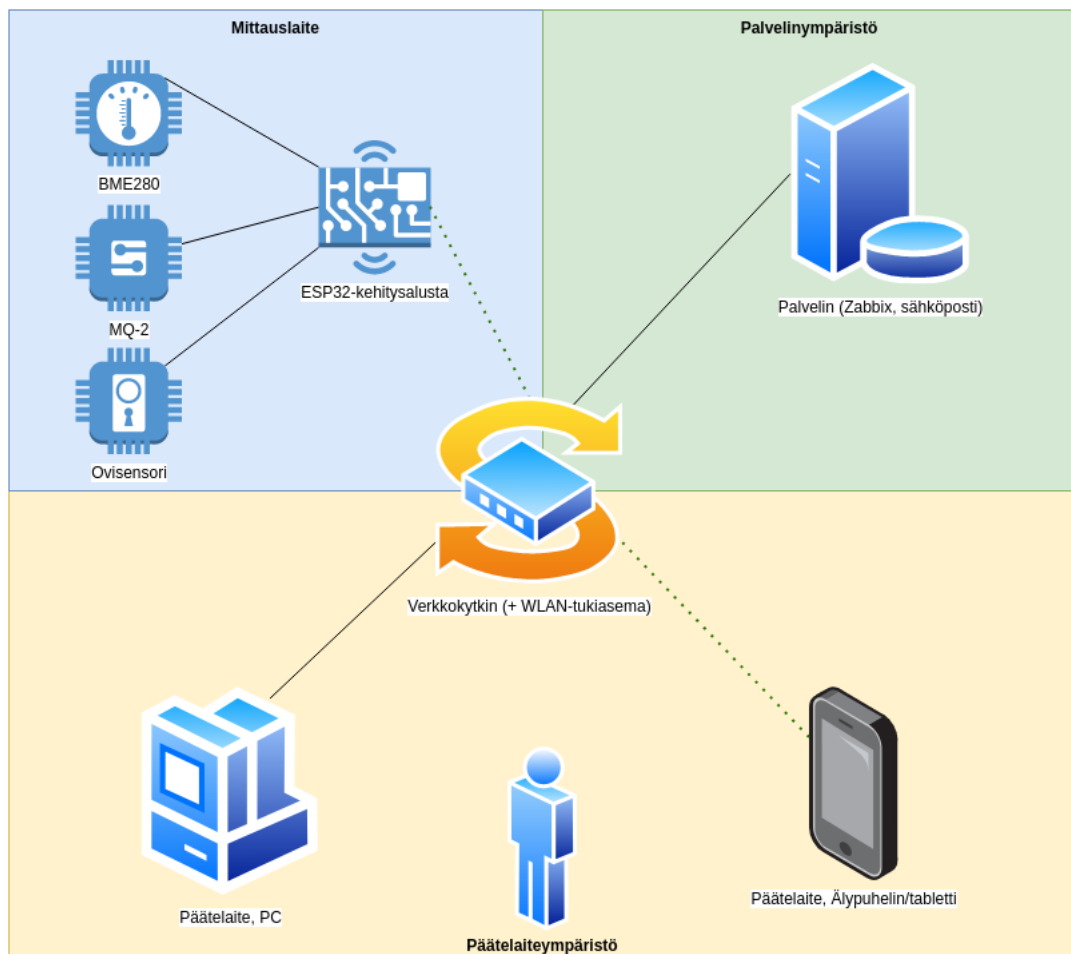 Mittauslaite
Palvelinympäristö
BME280
ESP32-kehitysalusta
Palvelin (Zabbix, sähköposti)
MQ-2
Ovisensori
Verkkokytkin (+ WLAN-tukiasema)
Päätelaite, PC
Päätelaite, Älypuhelin/tabletti
Päätelaiteympäristö